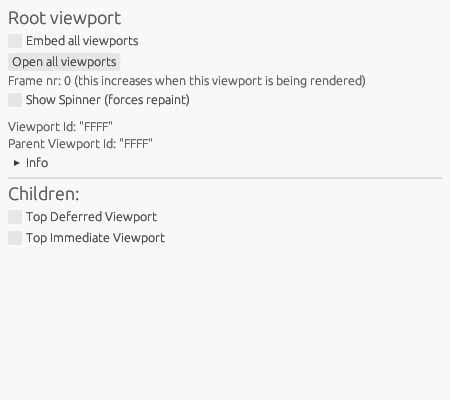 Root viewport
Embed all viewports
Open all viewports
Frame nr: 0 (this increases when this viewport is being rendered)
Show Spinner (forces repaint)
Viewport Id: "FFFF"
Parent Viewport Id: "FFFF"
Info
Children:
Top Deferred Viewport
Top Immediate Viewport